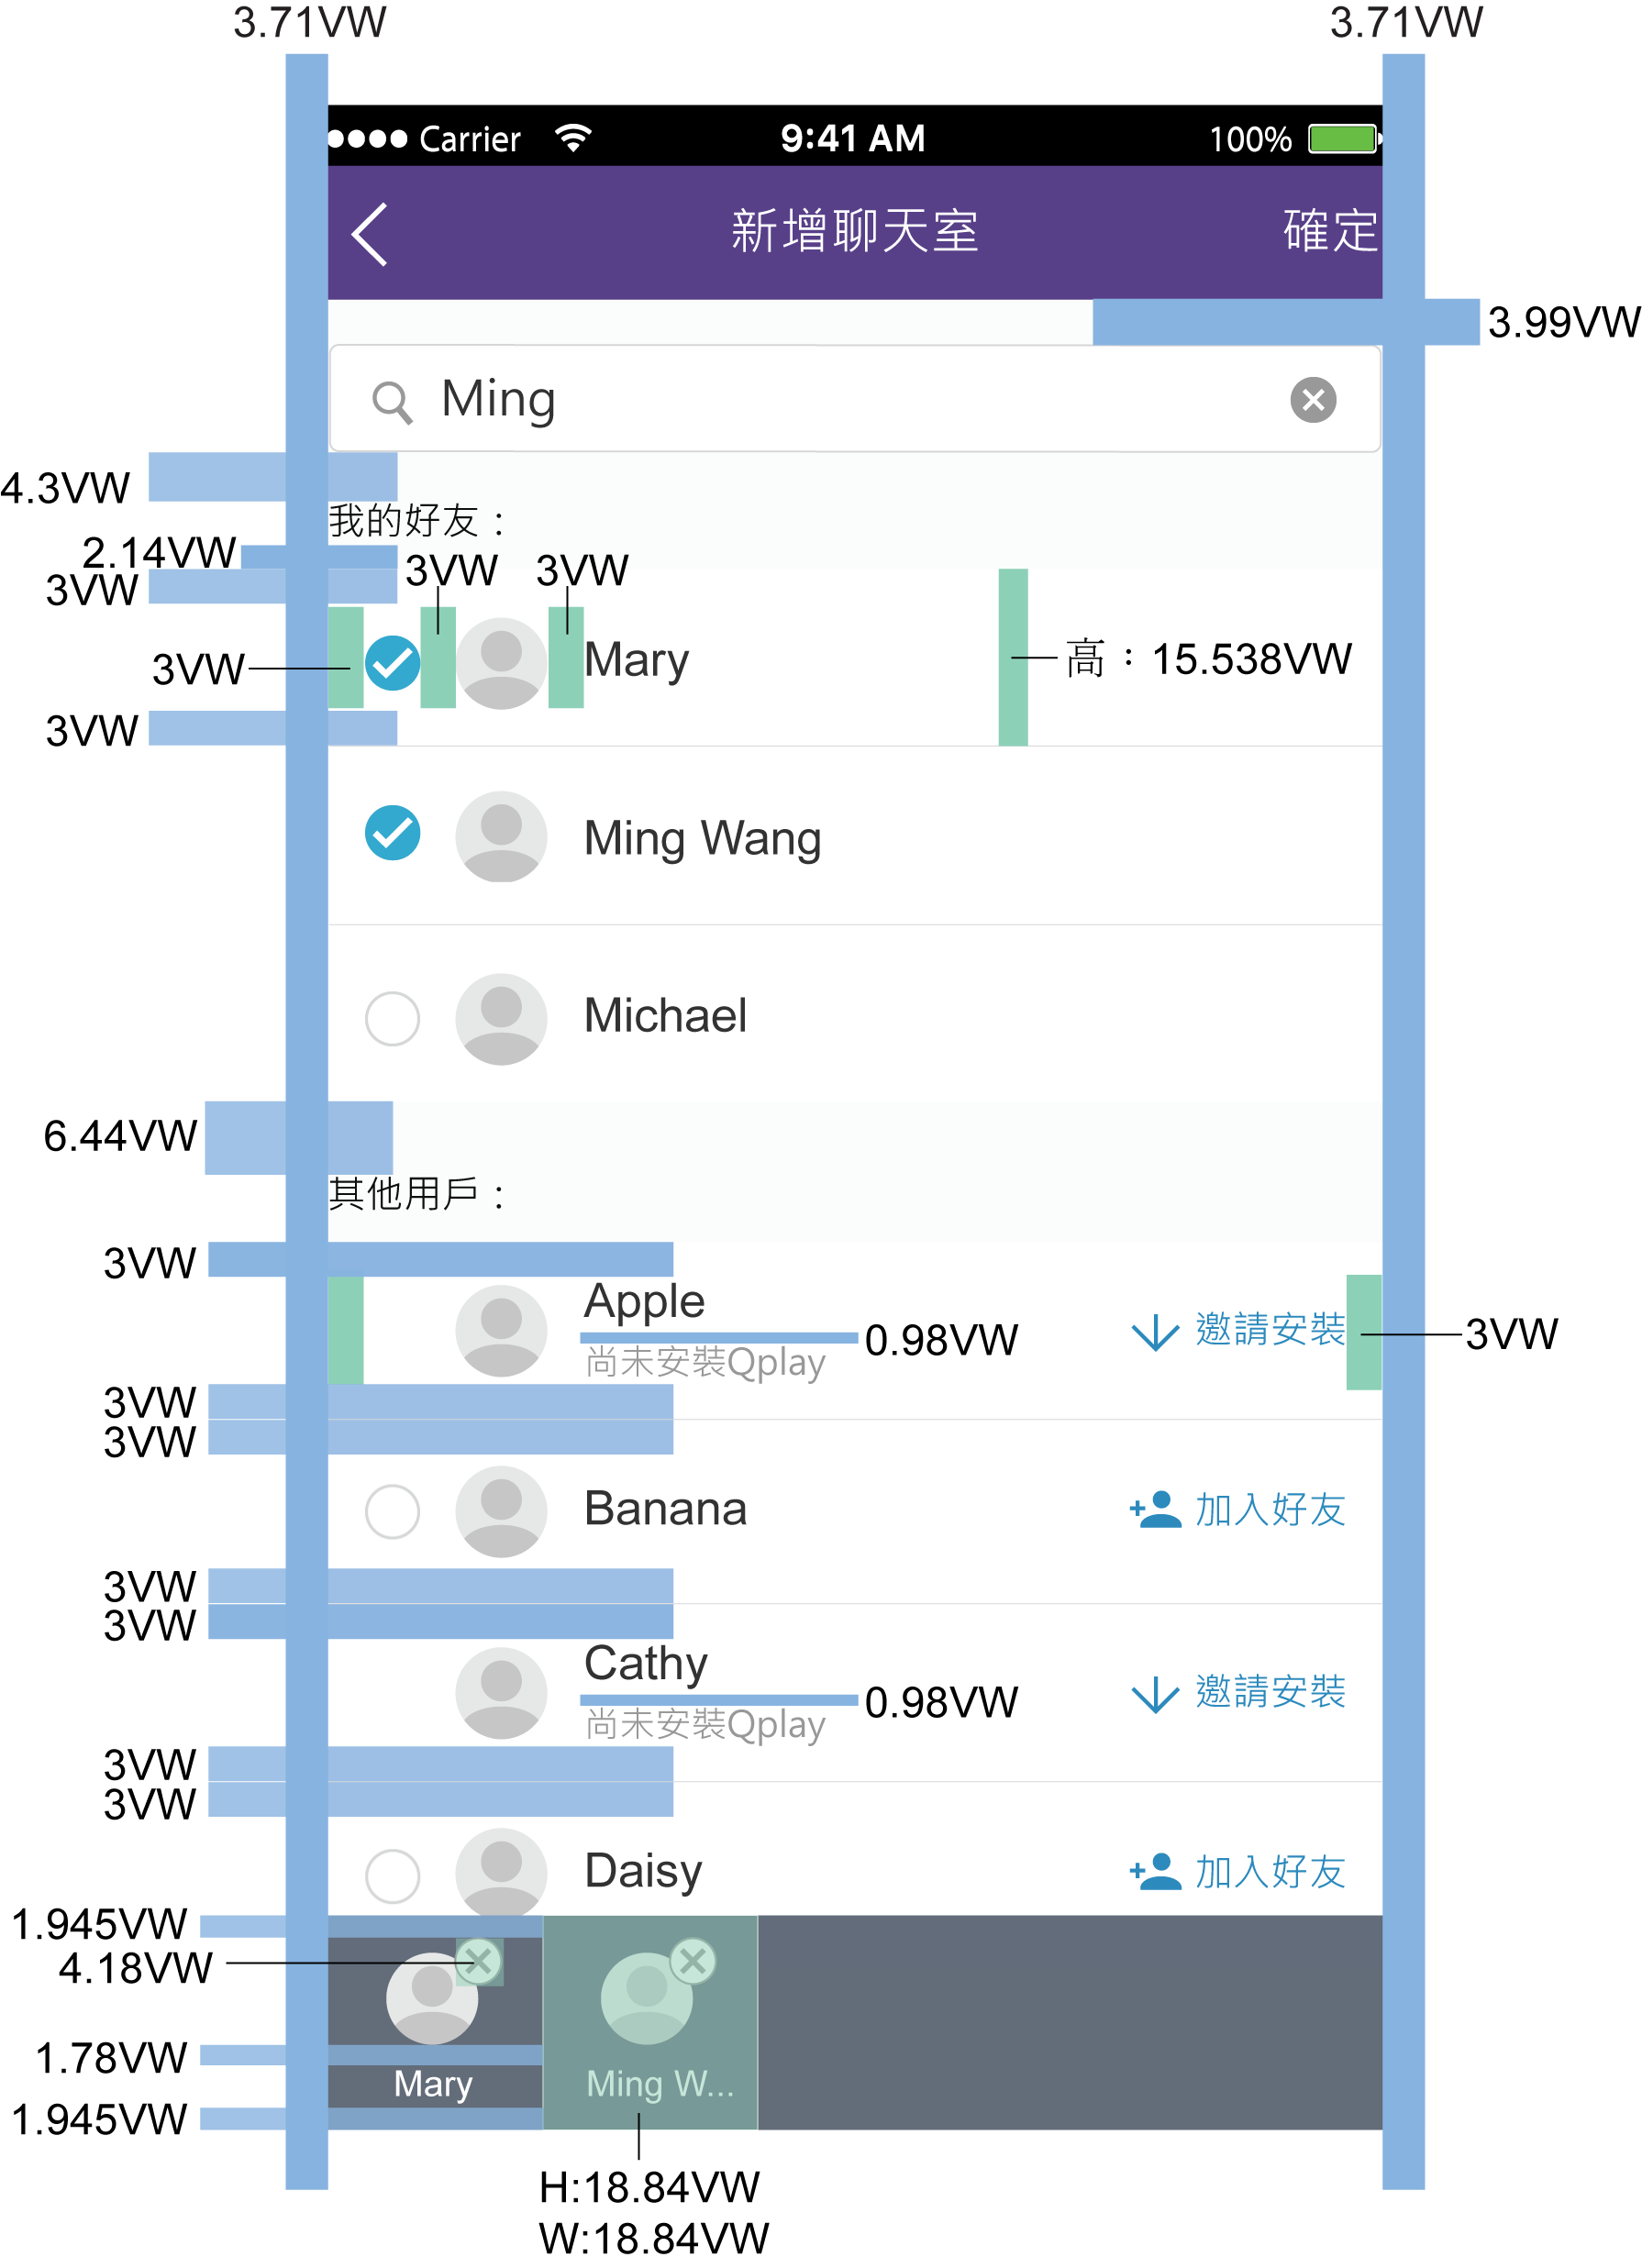 3.71VW 3.71VW
Carrier 9:41 AM 100%
新增聊天室 確定
3.99VW
Ming
4.3VW
我的好友：
2.14VW
3VW 3VW
3VW
Mary
高：15.538VW
3VW
3VW
Ming Wang
Michael
6.44VW
其他用戶：
3VW
Apple
0.98VW
邀請安裝
3VW
尚未安裝Qplay
3VW
3VW
Banana 加入好友
3VW
3VW
Cathy
0.98VW
邀請安裝
尚未安裝Qplay
3VW
3VW
Daisy 加入好友
1.945VW
4.18VW
1.78VW
Mary Ming W...
1.945VW
H:18.84VW
W:18.84VW